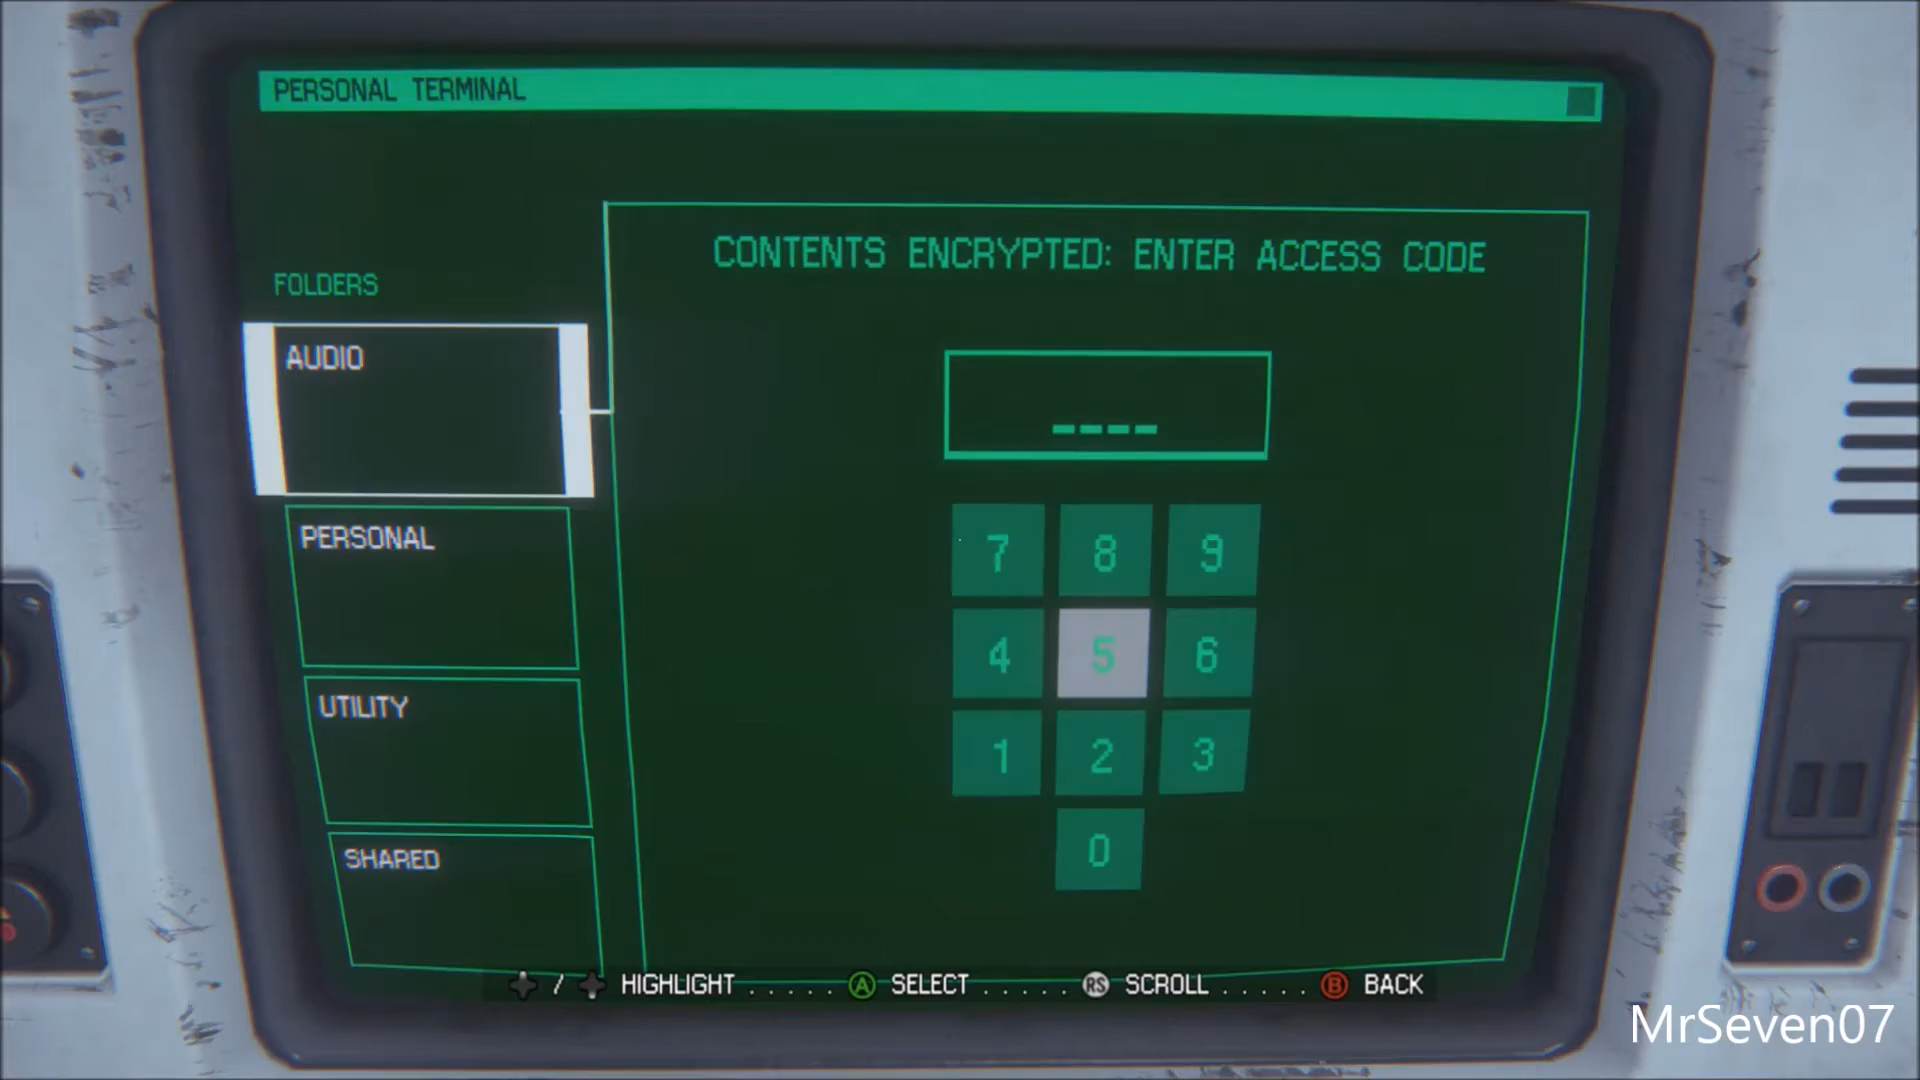 PERSONAL TERMINAL
FOLDERS
AUDIO
PERSONAL
UTILITY
SHARED
CONTENTS ENCRYPTED: ENTER ACCESS CODE
----
7 8 9
4 5 6
1 2 3
0
/ HIGHLIGHT ..... A SELECT ..... RS SCROLL ..... B BACK
MrSeven07